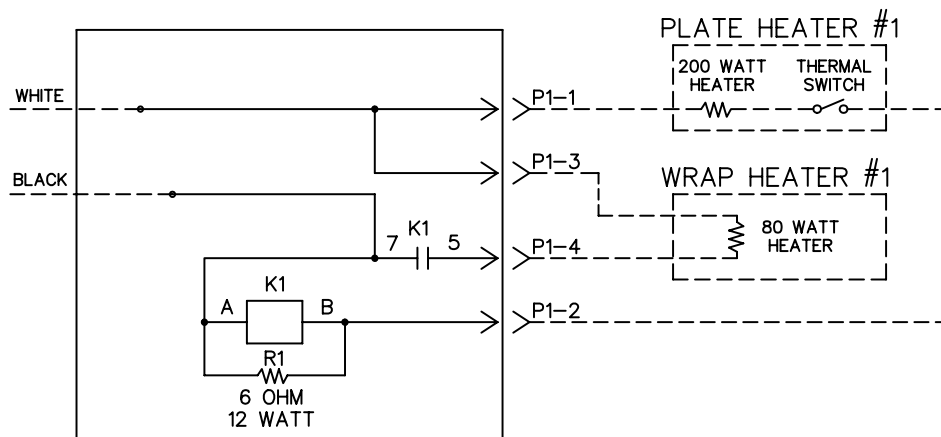 PLATE HEATER #1
200 WATT
HEATER
THERMAL
SWITCH
WHITE
P1-1
P1-3
BLACK
WRAP HEATER #1
K1
7
5
P1-4
80 WATT
HEATER
K1
A
B
P1-2
R1
6 OHM
12 WATT